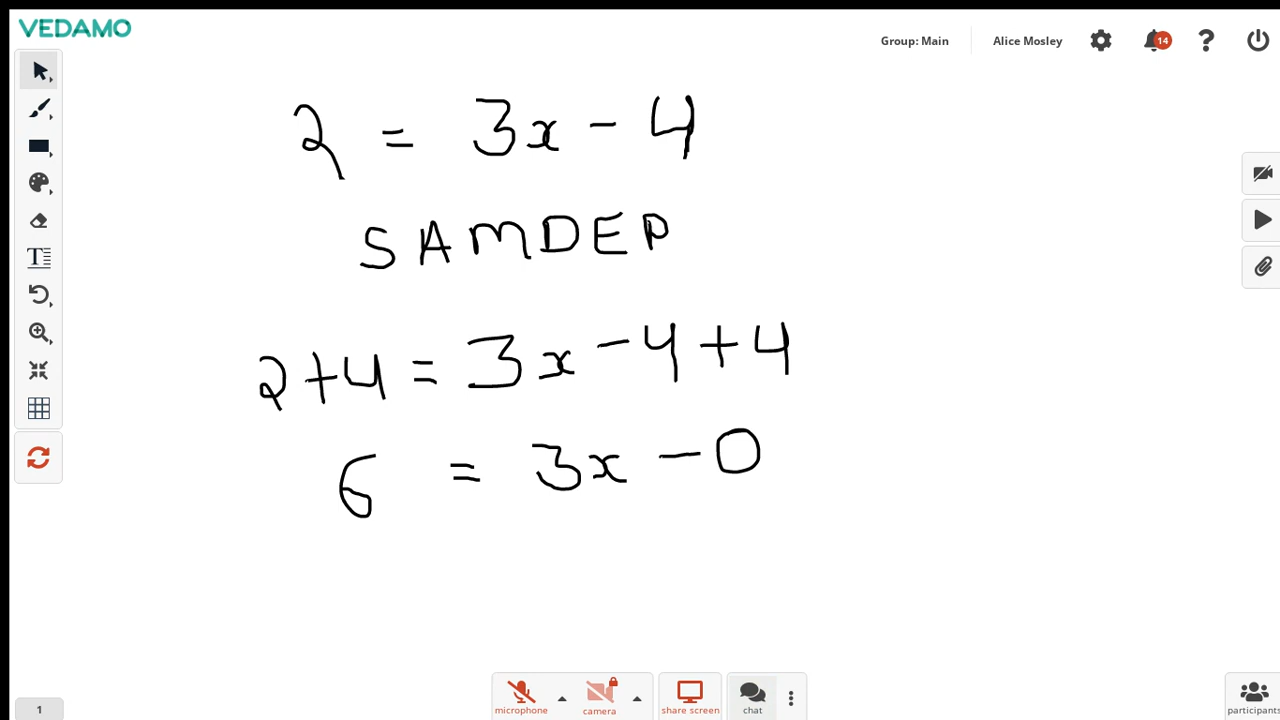 VEDAMO
Group: Main
Alice Mosley
14
2 = 3x - 4
SAMDEP
T
2+4 = 3x - 4 + 4
6 = 3x - 0
1
microphone
camera
share screen
chat
participants